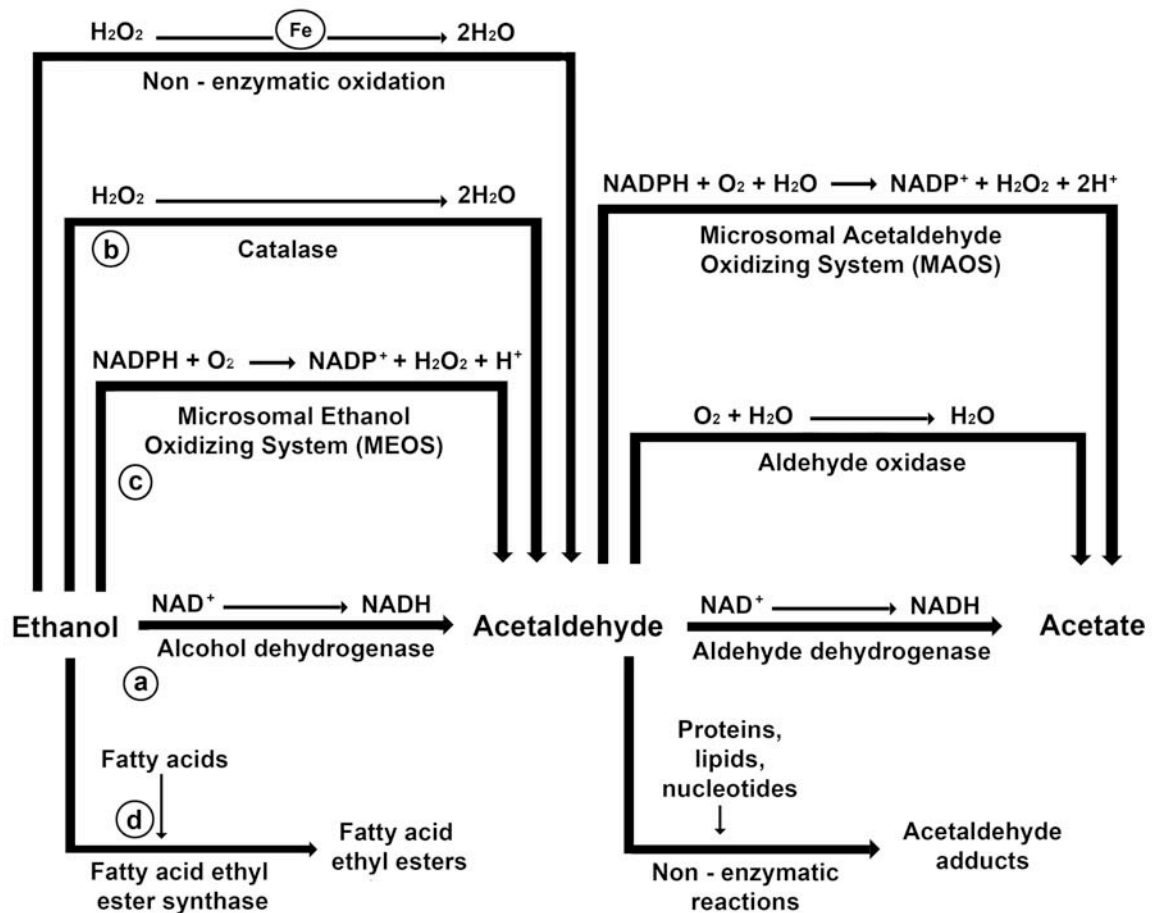 H₂O₂ Fe 2H₂O
Non - enzymatic oxidation
H₂O₂ 2H₂O
b Catalase
NADPH + O₂ NADP⁺ + H₂O₂ + H⁺
Microsomal Ethanol
Oxidizing System (MEOS)
c
NADPH + O₂ + H₂O NADP⁺ + H₂O₂ + 2H⁺
Microsomal Acetaldehyde
Oxidizing System (MAOS)
O₂ + H₂O H₂O
Aldehyde oxidase
NAD⁺ NADH
Ethanol Acetaldehyde
Alcohol dehydrogenase
a
NAD⁺ NADH
Acetate
Aldehyde dehydrogenase
Fatty acids
d
Fatty acid ethyl
ester synthase
Fatty acid
ethyl esters
Proteins,
lipids,
nucleotides
Non - enzymatic
reactions
Acetaldehyde
adducts